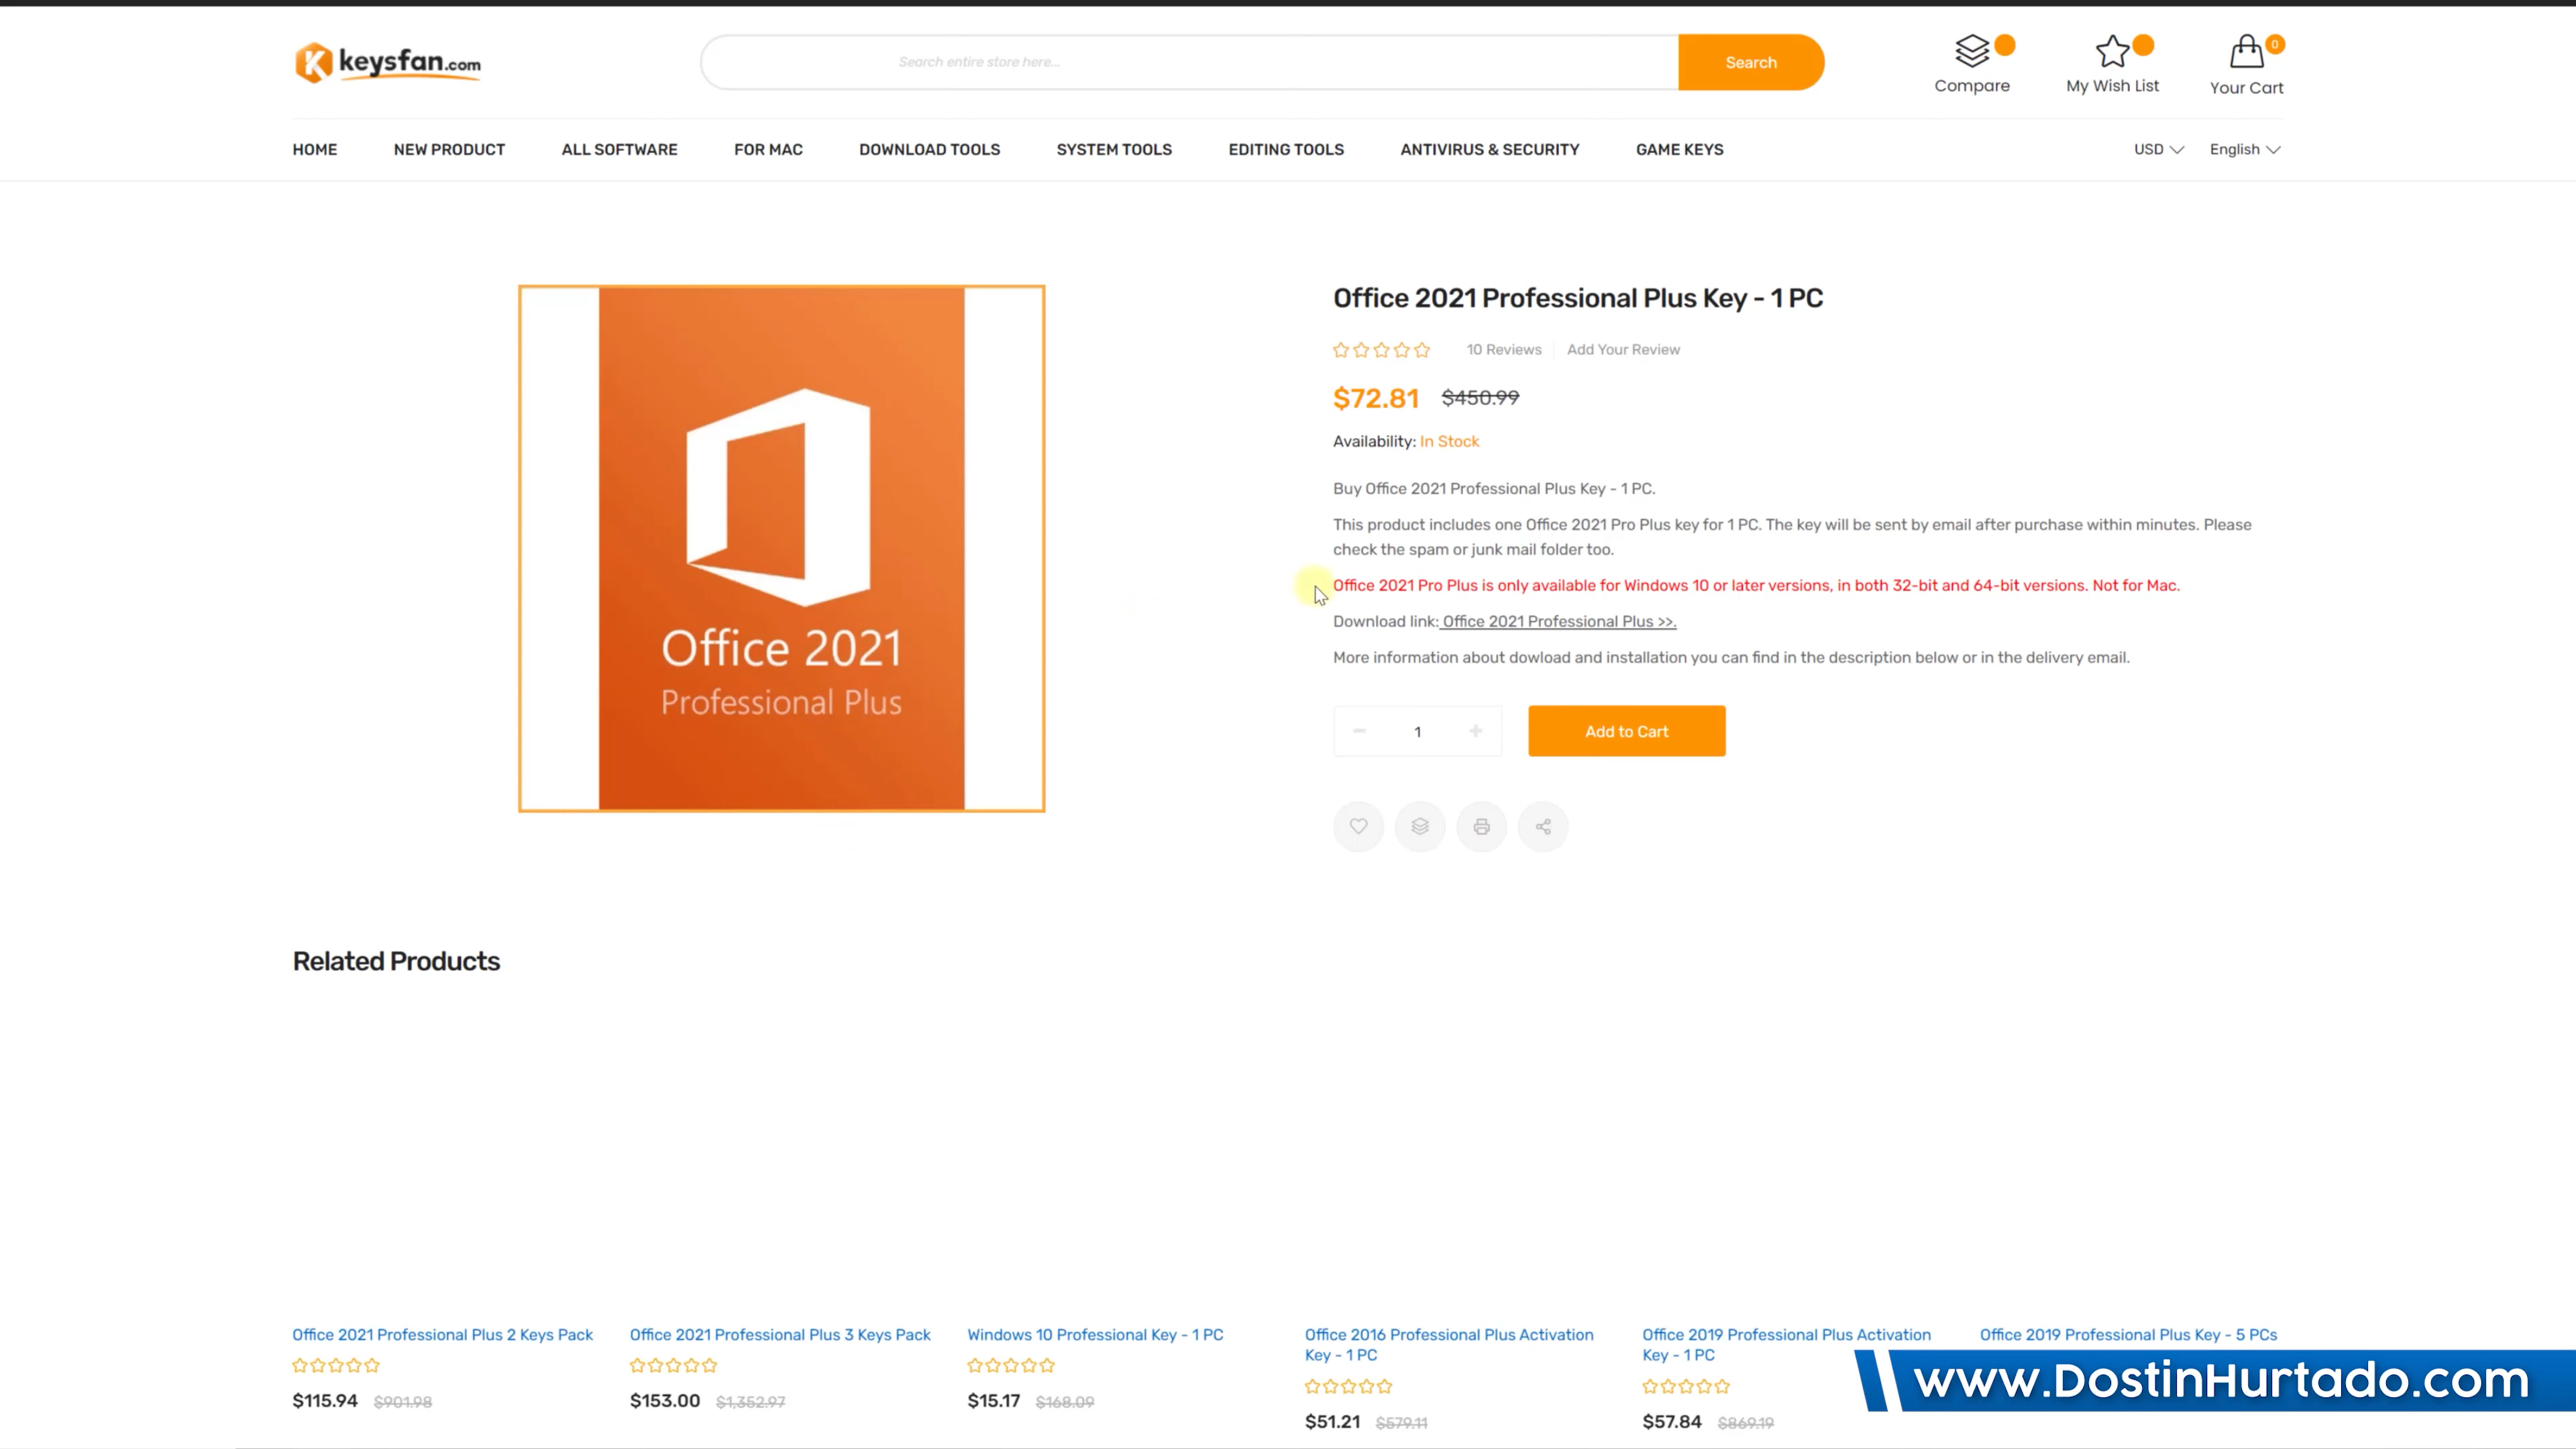 keysfan.com
Search entire store here...
Search
0
Compare
My Wish List
Your Cart
HOME
NEW PRODUCT
ALL SOFTWARE
FOR MAC
DOWNLOAD TOOLS
SYSTEM TOOLS
EDITING TOOLS
ANTIVIRUS & SECURITY
GAME KEYS
USD
English
Office 2021
Professional Plus
Office 2021 Professional Plus Key - 1 PC
10 Reviews
Add Your Review
$72.81 $450.99
Availability: In Stock
Buy Office 2021 Professional Plus Key - 1 PC.
This product includes one Office 2021 Pro Plus key for 1 PC. The key will be sent by email after purchase within minutes. Please
check the spam or junk mail folder too.
Office 2021 Pro Plus is only available for Windows 10 or later versions, in both 32-bit and 64-bit versions. Not for Mac.
Download link: Office 2021 Professional Plus >>.
More information about dowload and installation you can find in the description below or in the delivery email.
− 1 +
Add to Cart
Related Products
Office 2021 Professional Plus 2 Keys Pack
$115.94 $901.98
Office 2021 Professional Plus 3 Keys Pack
$153.00 $1,352.97
Windows 10 Professional Key - 1 PC
$15.17 $168.09
Office 2016 Professional Plus Activation
Key - 1 PC
$51.21 $579.11
Office 2019 Professional Plus Activation
Key - 1 PC
$57.84 $869.19
Office 2019 Professional Plus Key - 5 PCs
www.DostinHurtado.com